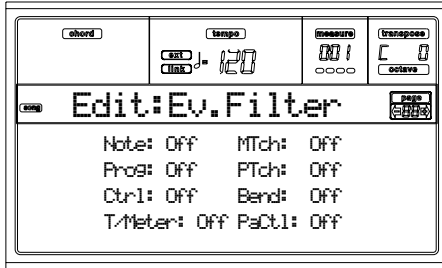 chord tempo measure transpose
ext link ♩= 120 001 C 0
octave
song Edit:Ev.Filter page
Note: Off MTch: Off
Prog: Off PTch: Off
Ctrl: Off Bend: Off
T/Meter: Off PaCtl: Off